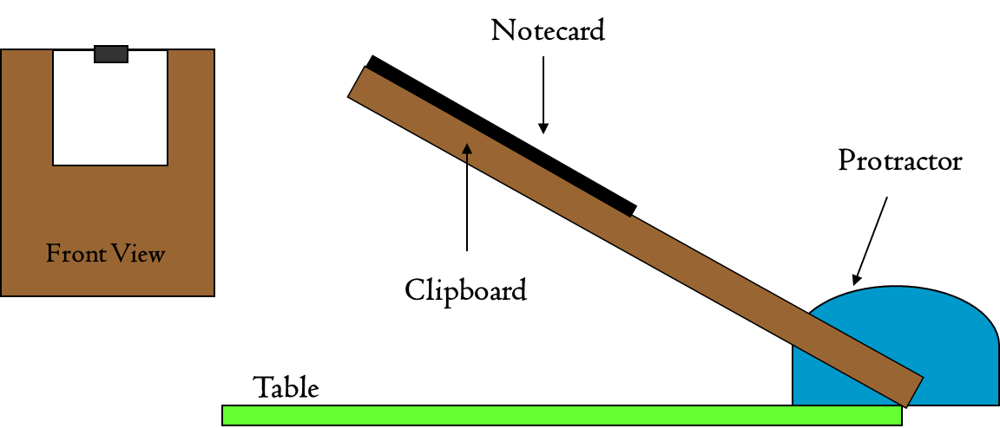 Notecard
Protractor
Front View
Clipboard
Table